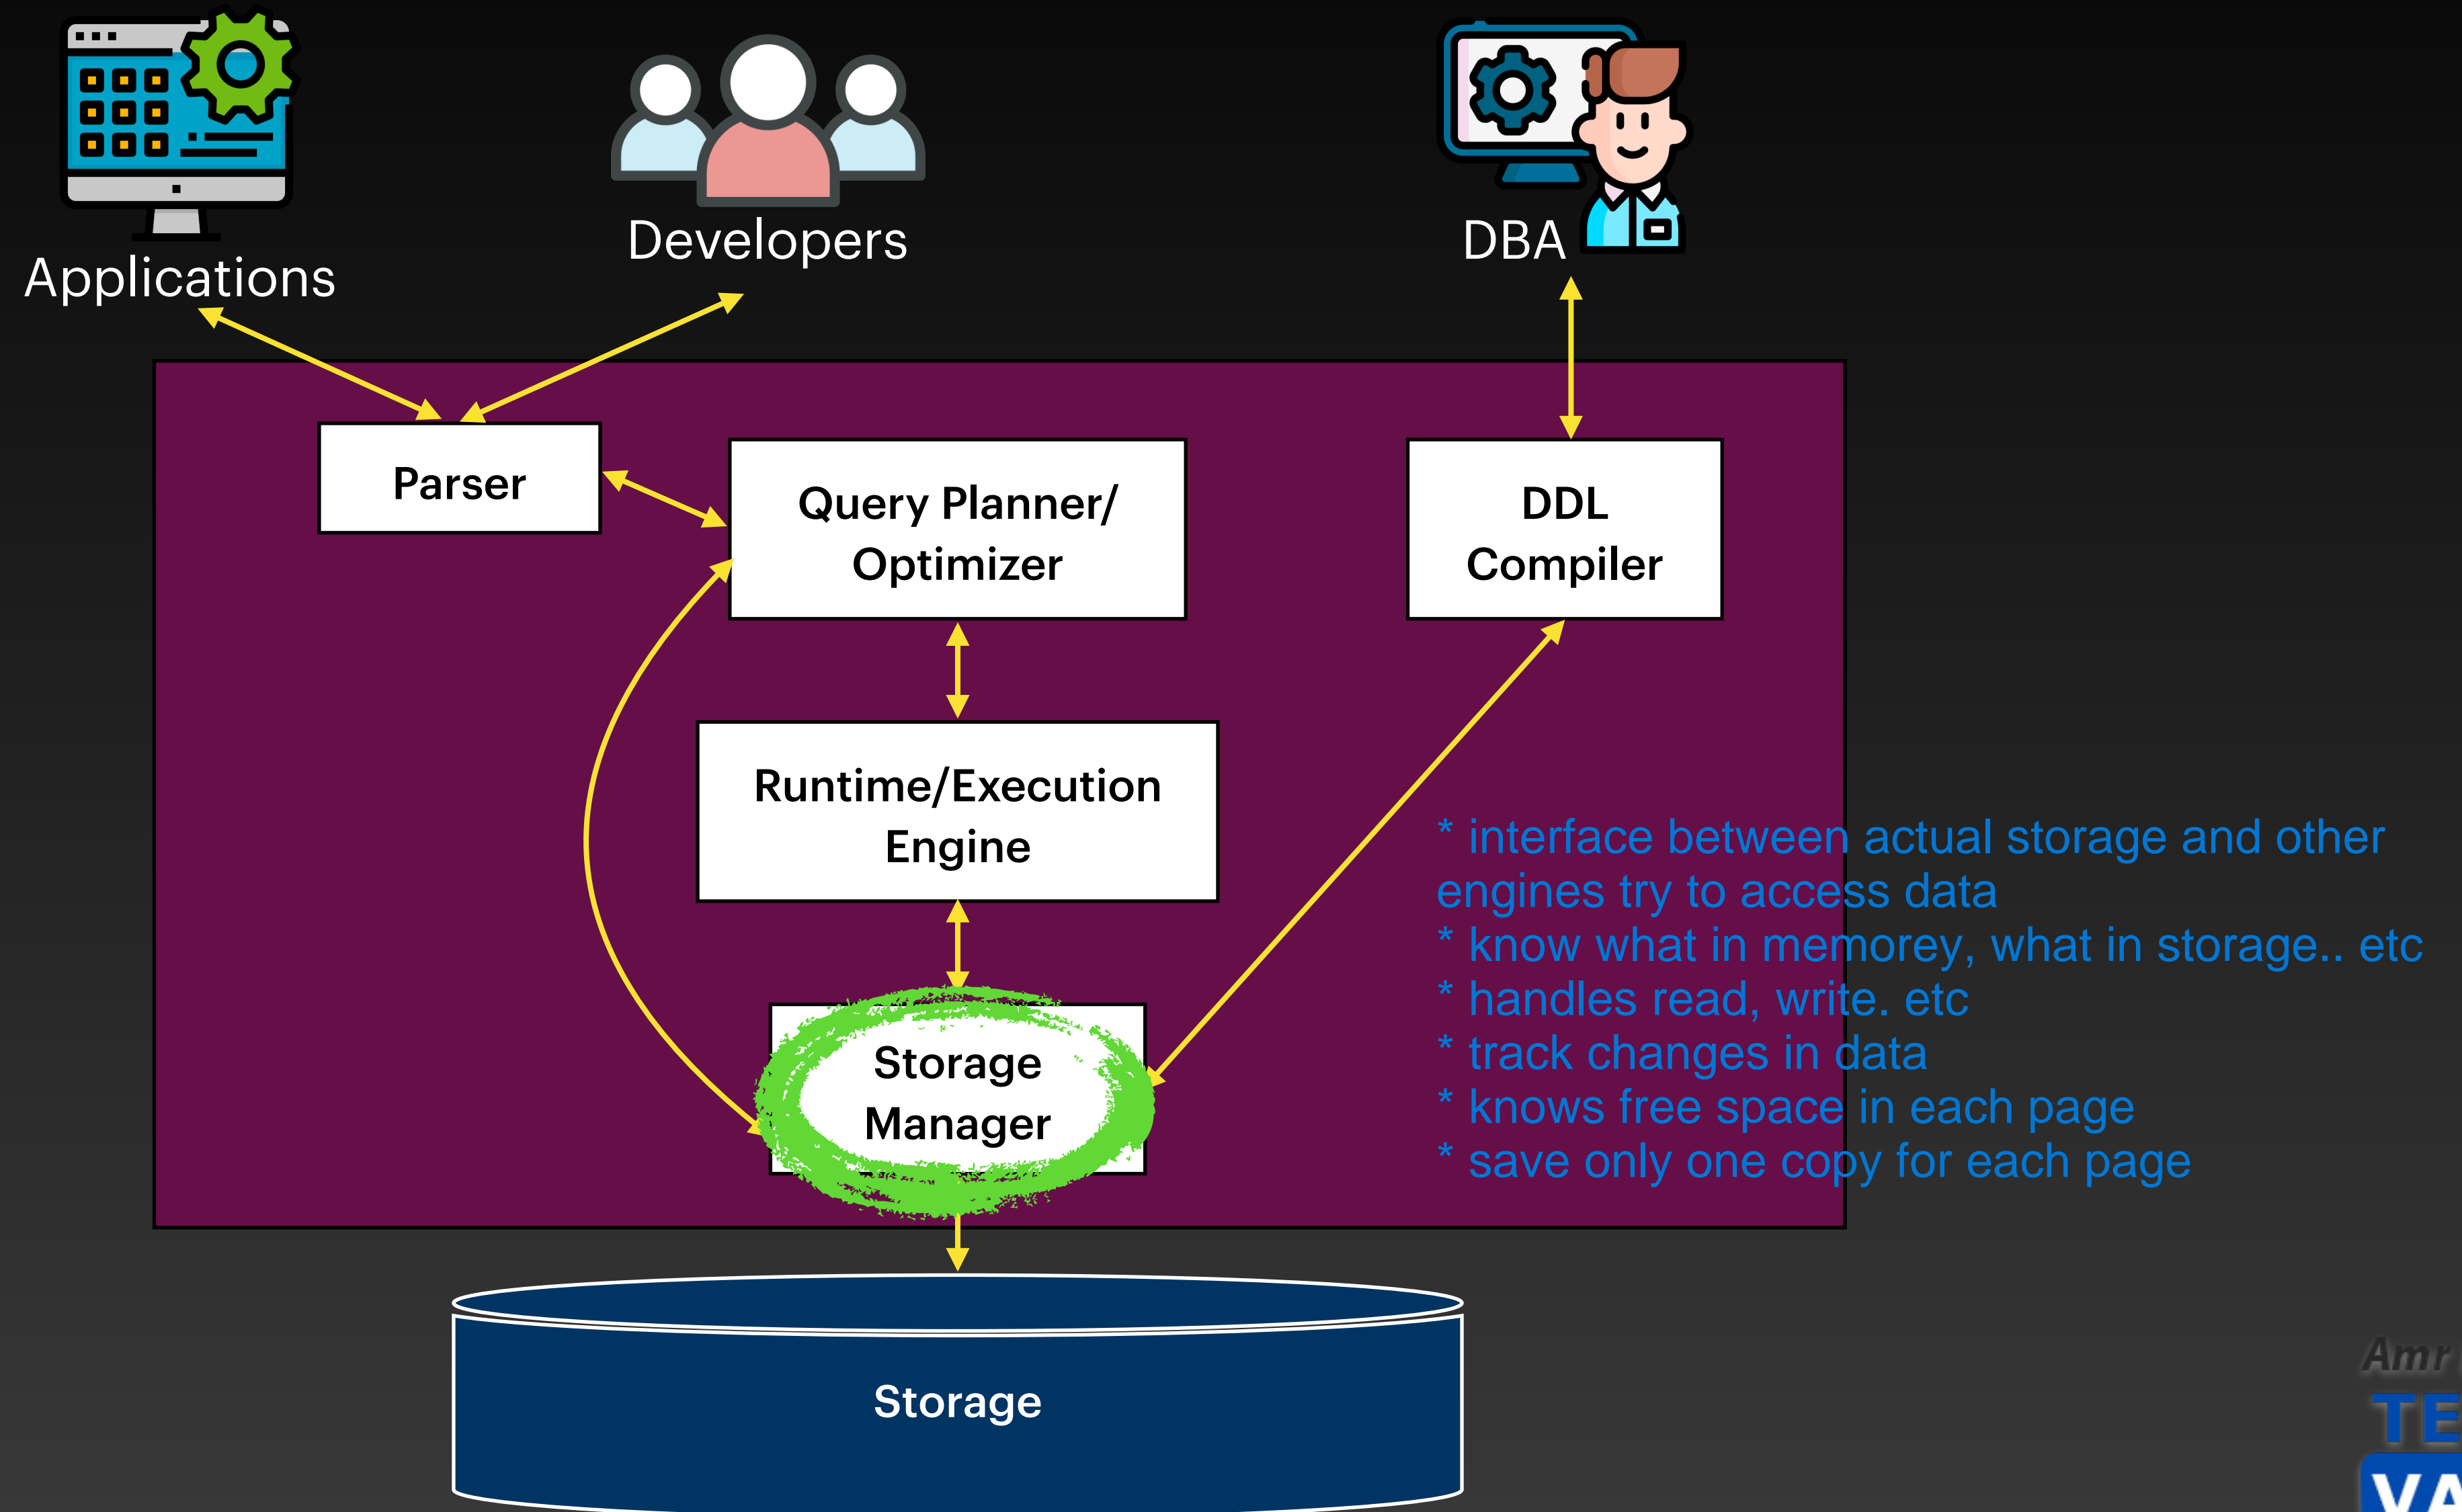 Applications
Developers
DBA
Parser
Query Planner/
Optimizer
DDL
Compiler
Runtime/Execution
Engine
* interface between actual storage and other
engines try to access data
* know what in memorey, what in storage.. etc
* handles read, write. etc
* track changes in data
* knows free space in each page
* save only one copy for each page
Storage
Manager
Storage
Amr
TE
VA